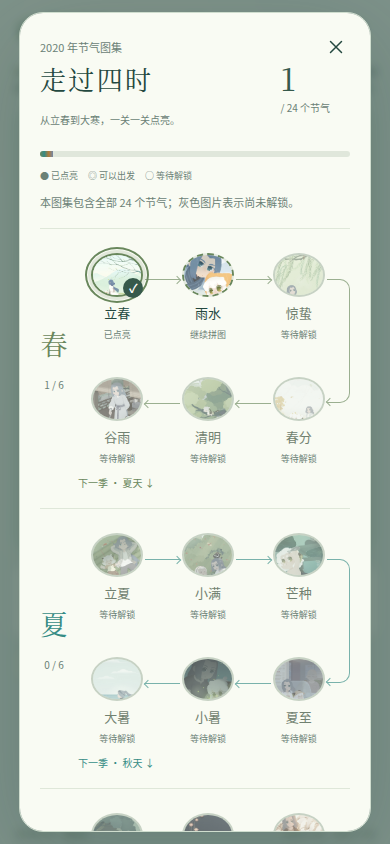 2020 年节气图集
走过四时
1
/ 24 个节气
从立春到大寒，一关一关点亮。
已点亮 可以出发 等待解锁
本图集包含全部 24 个节气；灰色图片表示尚未解锁。
春
1 / 6
立春 雨水 惊蛰
已点亮 继续拼图 等待解锁
谷雨 清明 春分
等待解锁 等待解锁 等待解锁
下一季 · 夏天 ↓
夏
0 / 6
立夏 小满 芒种
等待解锁 等待解锁 等待解锁
大暑 小暑 夏至
等待解锁 等待解锁 等待解锁
下一季 · 秋天 ↓